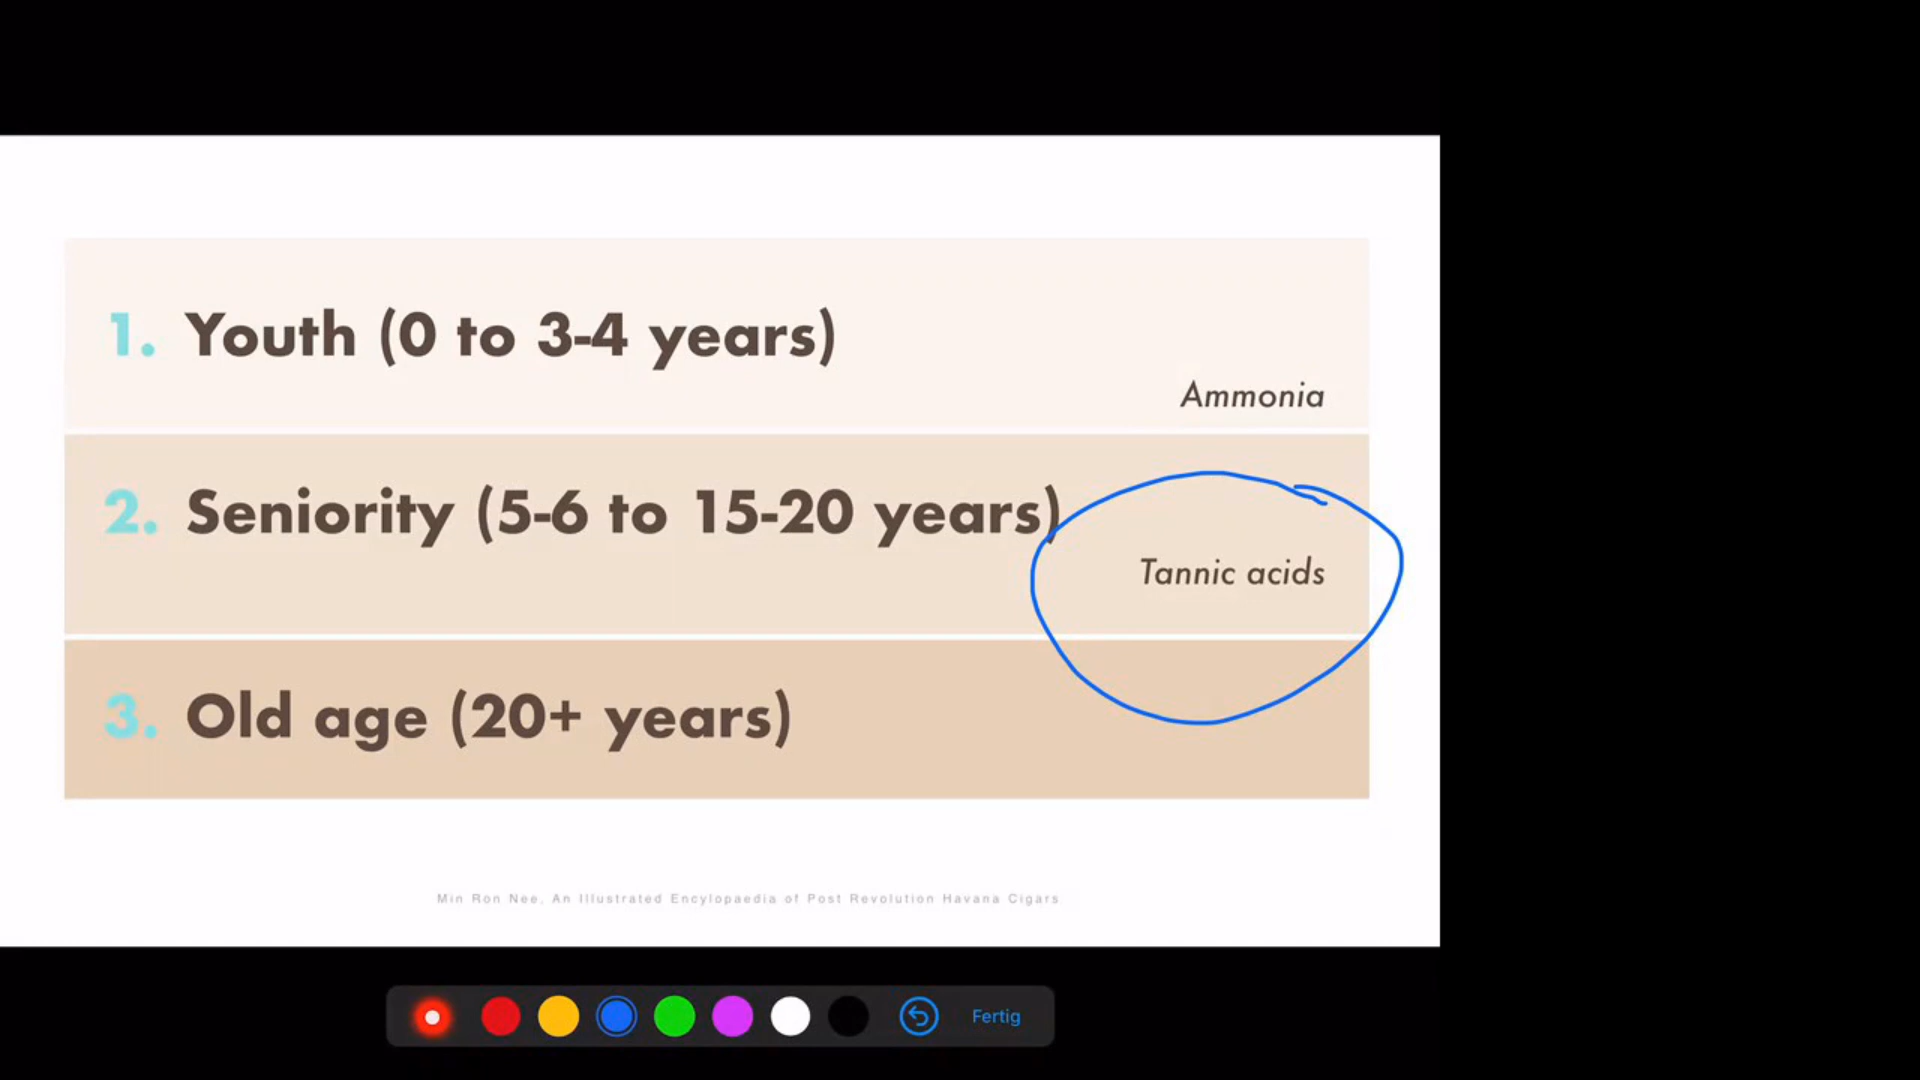 1. Youth (0 to 3-4 years)
Ammonia
2. Seniority (5-6 to 15-20 years)
Tannic acids
3. Old age (20+ years)
Min Ron Nee, An Illustrated Encylopaedia of Post Revolution Havana Cigars
Fertig